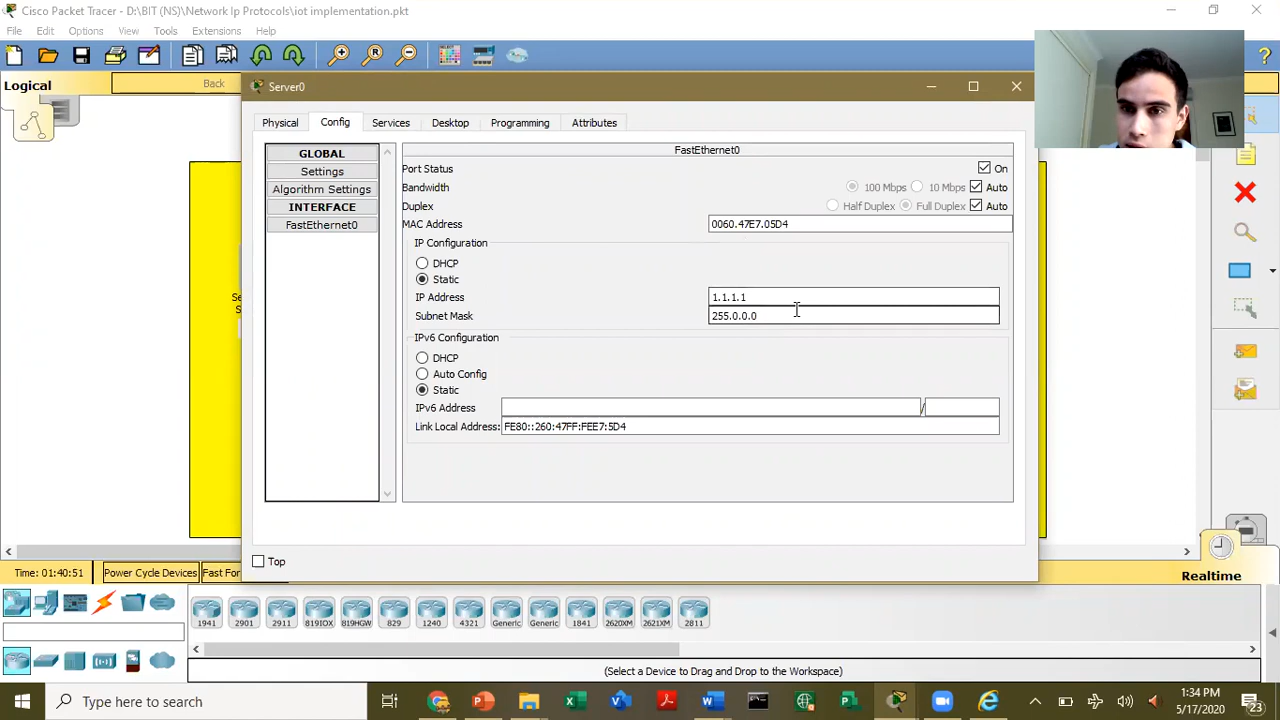 Cisco Packet Tracer - D:\BIT (NS)\Network Ip Protocols\iot implementation.pkt
File Edit Options View Tools Extensions Help
Logical
Back
Server0
Physical Config Services Desktop Programming Attributes
GLOBAL
Settings
Algorithm Settings
INTERFACE
FastEthernet0
FastEthernet0
Port Status On
Bandwidth 100 Mbps 10 Mbps Auto
Duplex Half Duplex Full Duplex Auto
MAC Address 0060.47E7.05D4
IP Configuration
DHCP
Static
IP Address 1.1.1.1
Subnet Mask 255.0.0.0
IPv6 Configuration
DHCP
Auto Config
Static
IPv6 Address /
Link Local Address: FE80::260:47FF:FEE7:5D4
Top
Time: 01:40:51 Power Cycle Devices Fast For
Realtime
1941 2901 2911 819IOX 819HGW 829 1240 4321 Generic Generic 1841 2620XM 2621XM 2811
(Select a Device to Drag and Drop to the Workspace)
Type here to search
1:34 PM
5/17/2020
23